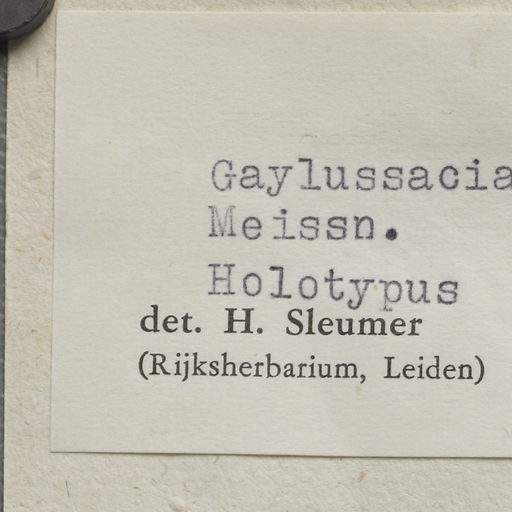 Gaylussacia
Meissn.
Holotypus
det. H. Sleumer
(Rijksherbarium, Leiden)